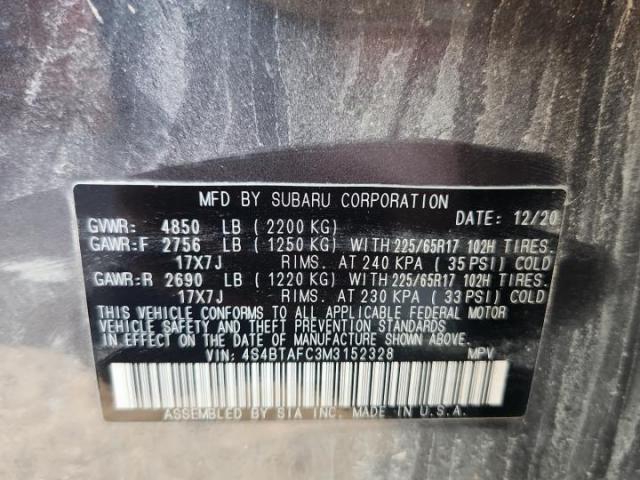 MFD BY SUBARU CORPORATION
DATE: 12/20
GVWR: 4850 LB (2200 KG)
GAWR:F 2756 LB (1250 KG) WITH 225/65R17 102H TIRES.
17X7J RIMS. AT 240 KPA (35 PSI) COLD
GAWR:R 2690 LB (1220 KG) WITH 225/65R17 102H TIRES.
17X7J RIMS. AT 230 KPA (33 PSI) COLD
THIS VEHICLE CONFORMS TO ALL APPLICABLE FEDERAL MOTOR
VEHICLE SAFETY AND THEFT PREVENTION STANDARDS
IN EFFECT ON THE DATE OF MANUFACTURE SHOWN ABOVE.
VIN: 4S4BTAFC3M3152328 MPV
ASSEMBLED BY SIA INC. MADE IN U.S.A.